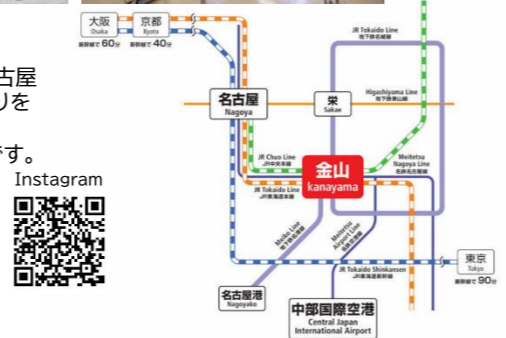 古屋
りを
です。
Instagram
大阪
Osaka
新幹線で60分
京都
Kyoto
新幹線で40分
名古屋
Nagoya
栄
Sakae
JR Tokaido Line
地下鉄名城線
Higashiyama Line
地下鉄東山線
JR Chuo Line
JR中央本線
金山
kanayama
Meitetsu
Nagoya Line
名鉄名古屋線
JR Tokaido Line
JR東海道本線
Meiko Line
地下鉄名港線
Meitetsu
Airport Line
名鉄空港線
JR Tokaido Shinkansen
JR東海道新幹線
東京
Tokyo
新幹線で90分
名古屋港
Nagoyako
中部国際空港
Central Japan
International Airport